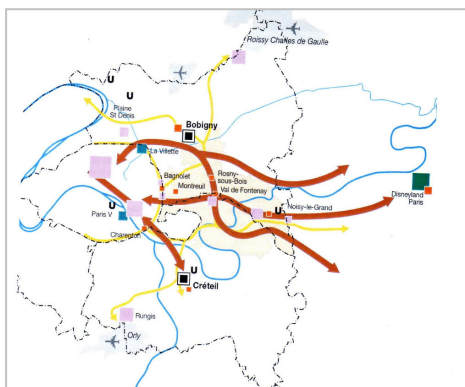 Roissy Charles de Gaulle
U
U
Plaine
St Denis
Bobigny
La Villette
Bagnolet
Montreuil
Rosny-
sous-Bois
Val de Fontenay
Disneyland
Paris
U
Paris V
U
Noisy-le-Grand
Charenton
U
Créteil
Rungis
Orly